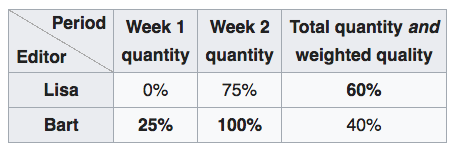 Period
Editor
Week 1 quantity
Week 2 quantity
Total quantity and weighted quality
Lisa 0% 75% 60%
Bart 25% 100% 40%